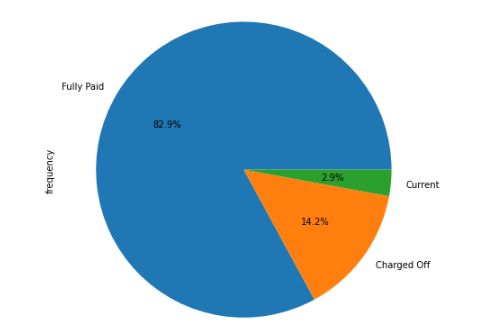 Fully Paid
82.9%
frequency
2.9%
Current
14.2%
Charged Off